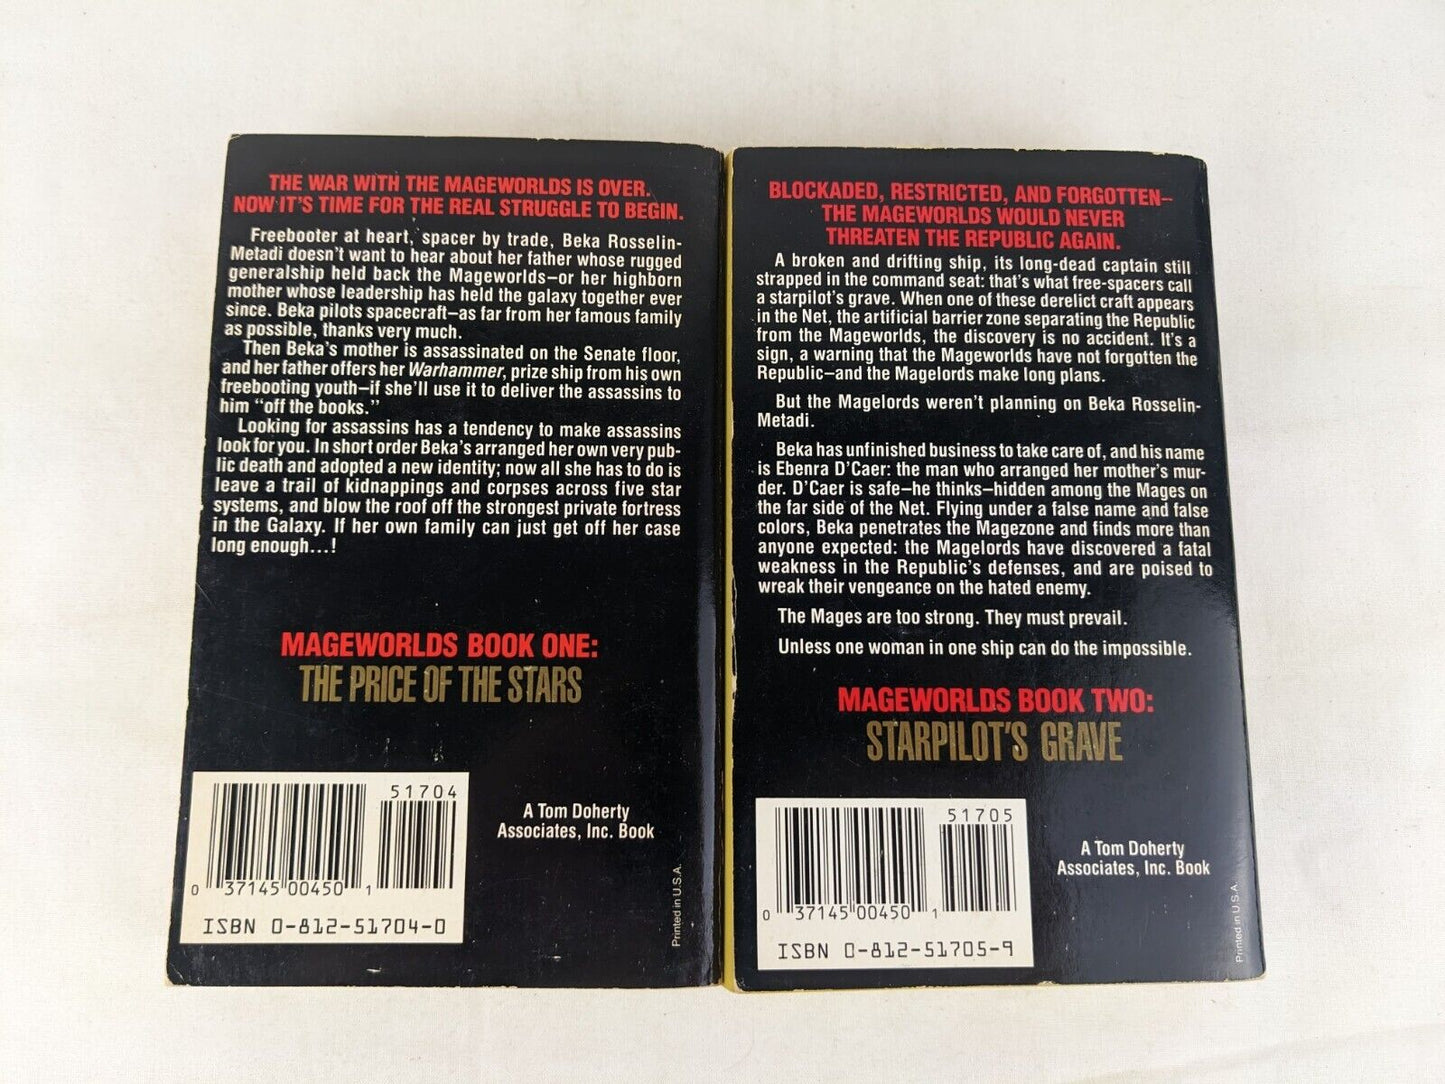 THE WAR WITH THE MAGEWORLDS IS OVER.
NOW IT'S TIME FOR THE REAL STRUGGLE TO BEGIN.
Freebooter at heart, spacer by trade, Beka Rosselin-
Metadi doesn't want to hear about her father whose rugged
generalship held back the Mageworlds—or her highborn
mother whose leadership has held the galaxy together ever
since. Beka pilots spacecraft—as far from her famous family
as possible, thanks very much.
Then Beka's mother is assassinated on the Senate floor,
and her father offers her Warhammer, prize ship from his own
freebooting youth—if she'll use it to deliver the assassins to
him "off the books."
Looking for assassins has a tendency to make assassins
look for you. In short order Beka's arranged her own very pub-
lic death and adopted a new identity; now all she has to do is
leave a trail of kidnappings and corpses across five star
systems, and blow the roof off the strongest private fortress
in the Galaxy. If her own family can just get off her case
long enough...!
MAGEWORLDS BOOK ONE:
THE PRICE OF THE STARS
51704
0 37145 00450 1
ISBN 0-812-51704-0
A Tom Doherty
Associates, Inc. Book
Printed in U.S.A.
BLOCKADED, RESTRICTED, AND FORGOTTEN—
THE MAGEWORLDS WOULD NEVER
THREATEN THE REPUBLIC AGAIN.
A broken and drifting ship, its long-dead captain still
strapped in the command seat: that's what free-spacers call
a starpilot's grave. When one of these derelict craft appears
in the Net, the artificial barrier zone separating the Republic
from the Mageworlds, the discovery is no accident. It's a
sign, a warning that the Mageworlds have not forgotten the
Republic—and the Magelords make long plans.
But the Magelords weren't planning on Beka Rosselin-
Metadi.
Beka has unfinished business to take care of, and his name
is Ebenra D'Caer: the man who arranged her mother's mur-
der. D'Caer is safe—he thinks—hidden among the Mages on
the far side of the Net. Flying under a false name and false
colors, Beka penetrates the Magezone and finds more than
anyone expected: the Magelords have discovered a fatal
weakness in the Republic's defenses, and are poised to
wreak their vengeance on the hated enemy.
The Mages are too strong. They must prevail.
Unless one woman in one ship can do the impossible.
MAGEWORLDS BOOK TWO:
STARPILOT'S GRAVE
51705
0 37145 00450 1
ISBN 0-812-51705-9
A Tom Doherty
Associates, Inc. Book
Printed in U.S.A.